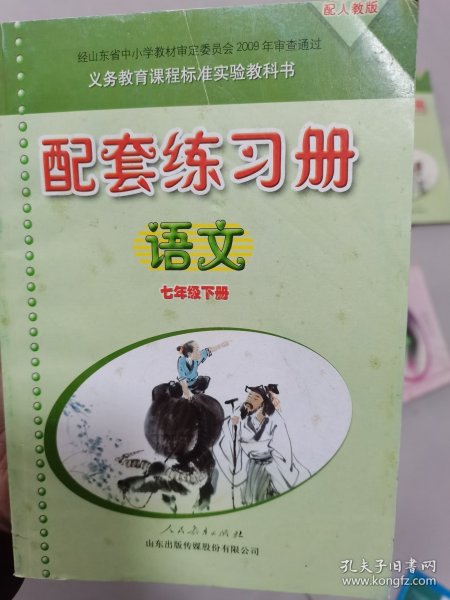 配人教版
经山东省中小学教材审定委员会2009年审查通过
义务教育课程标准实验教科书
配套练习册
语文
七年级下册
人民教育出版社
山东出版传媒股份有限公司
孔夫子旧书网
www.kongfz.com